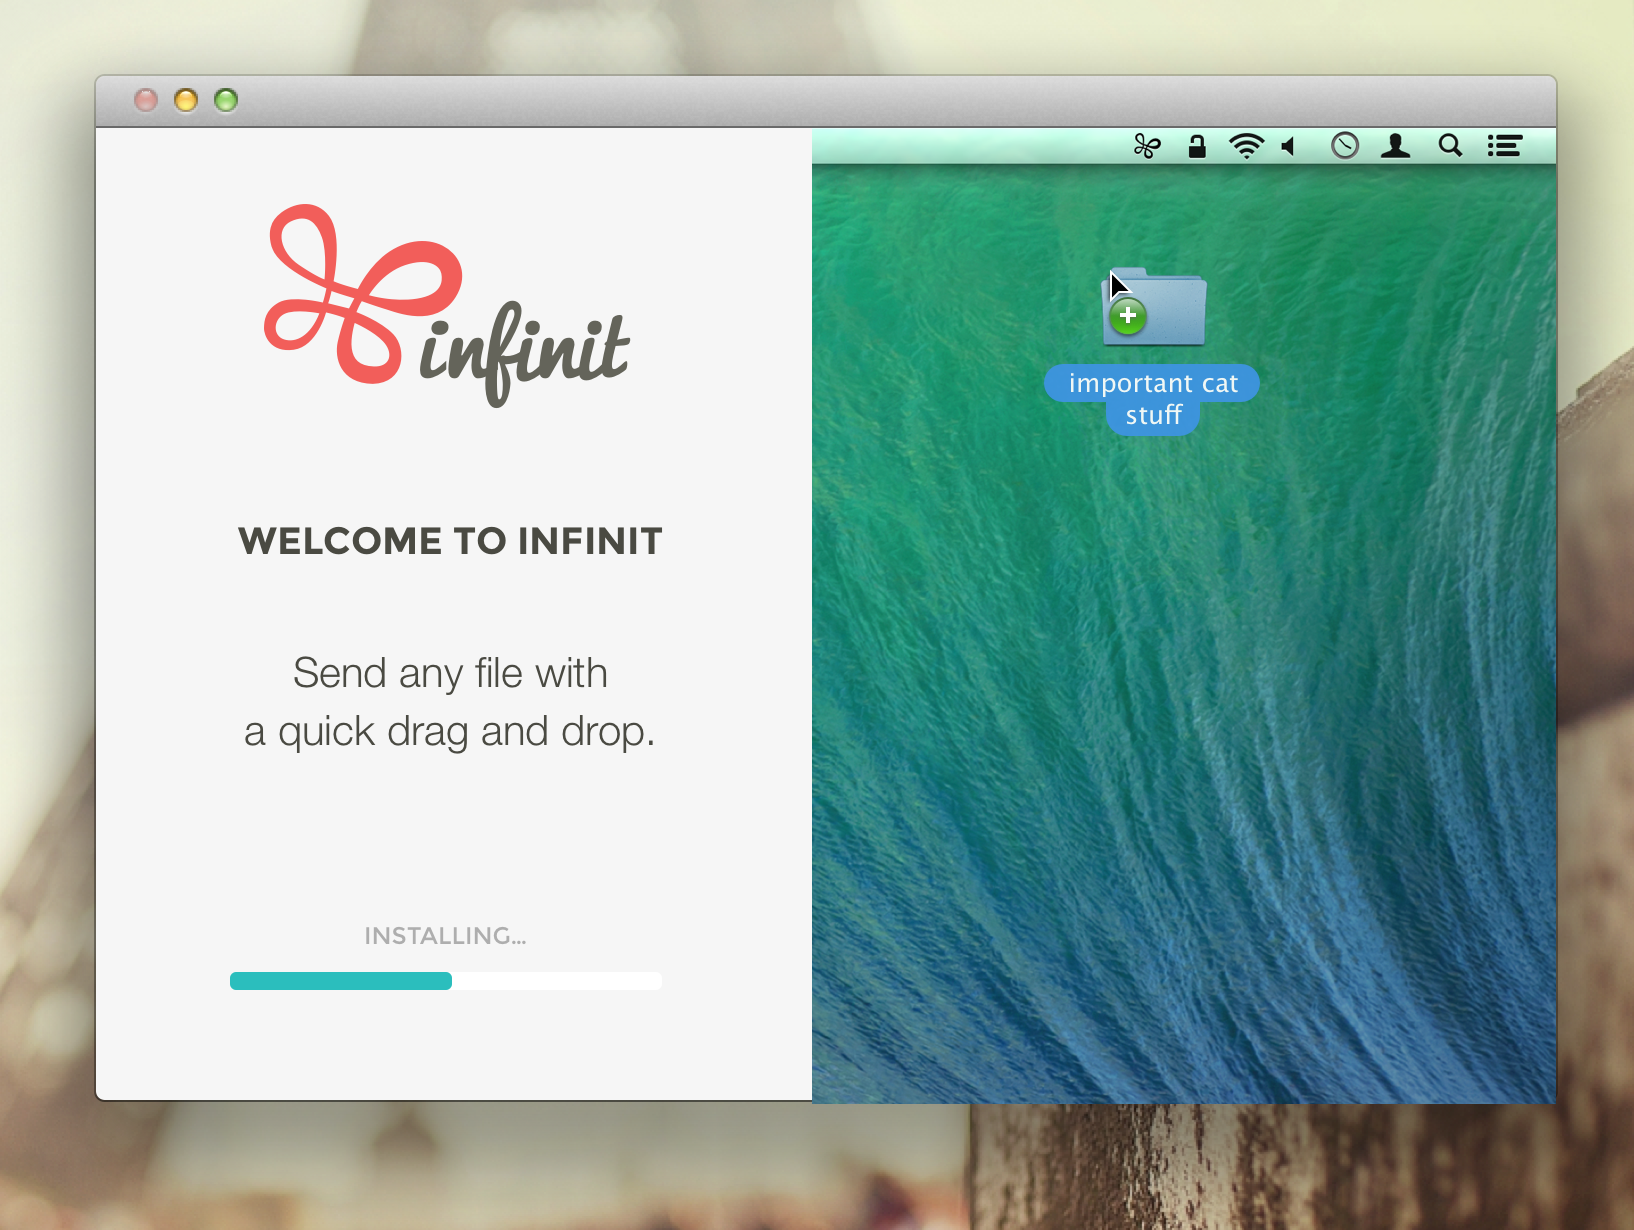 infinit
WELCOME TO INFINIT
Send any file with
a quick drag and drop.
INSTALLING...
important cat
stuff